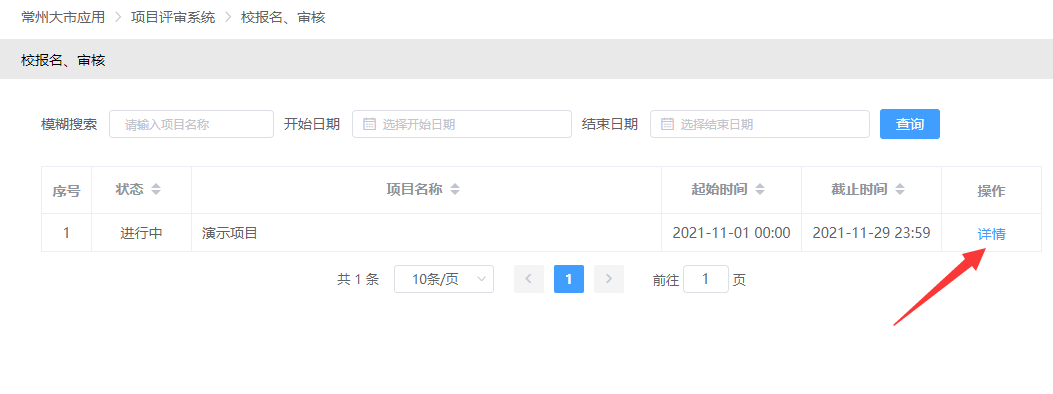 常州大市应用 > 项目评审系统 > 校报名、审核
校报名、审核
模糊搜索 请输入项目名称 开始日期 选择开始日期 结束日期 选择结束日期 查询
序号 状态 项目名称 起始时间 截止时间 操作
1 进行中 演示项目 2021-11-01 00:00 2021-11-29 23:59 详情
共 1 条 10条/页 < 1 > 前往 1 页